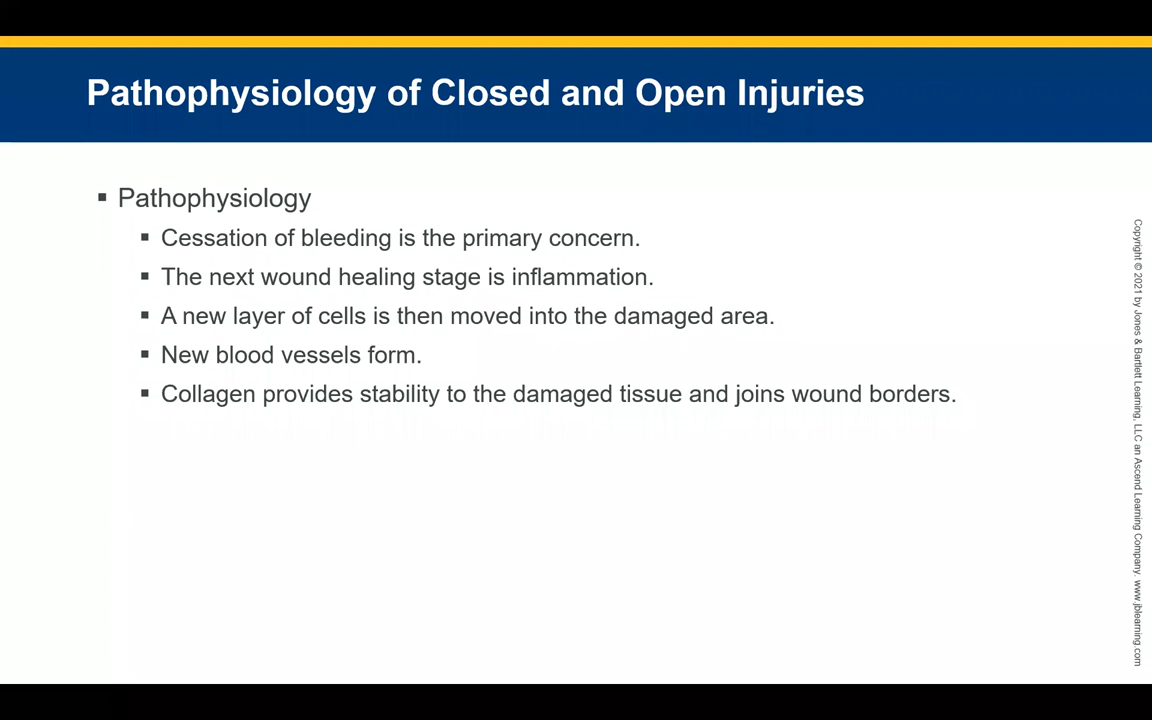 Pathophysiology of Closed and Open Injuries
▪ Pathophysiology
▪ Cessation of bleeding is the primary concern.
▪ The next wound healing stage is inflammation.
▪ A new layer of cells is then moved into the damaged area.
▪ New blood vessels form.
▪ Collagen provides stability to the damaged tissue and joins wound borders.
Copyright © 2021 by Jones & Bartlett Learning, LLC an Ascend Learning Company. www.jblearning.com